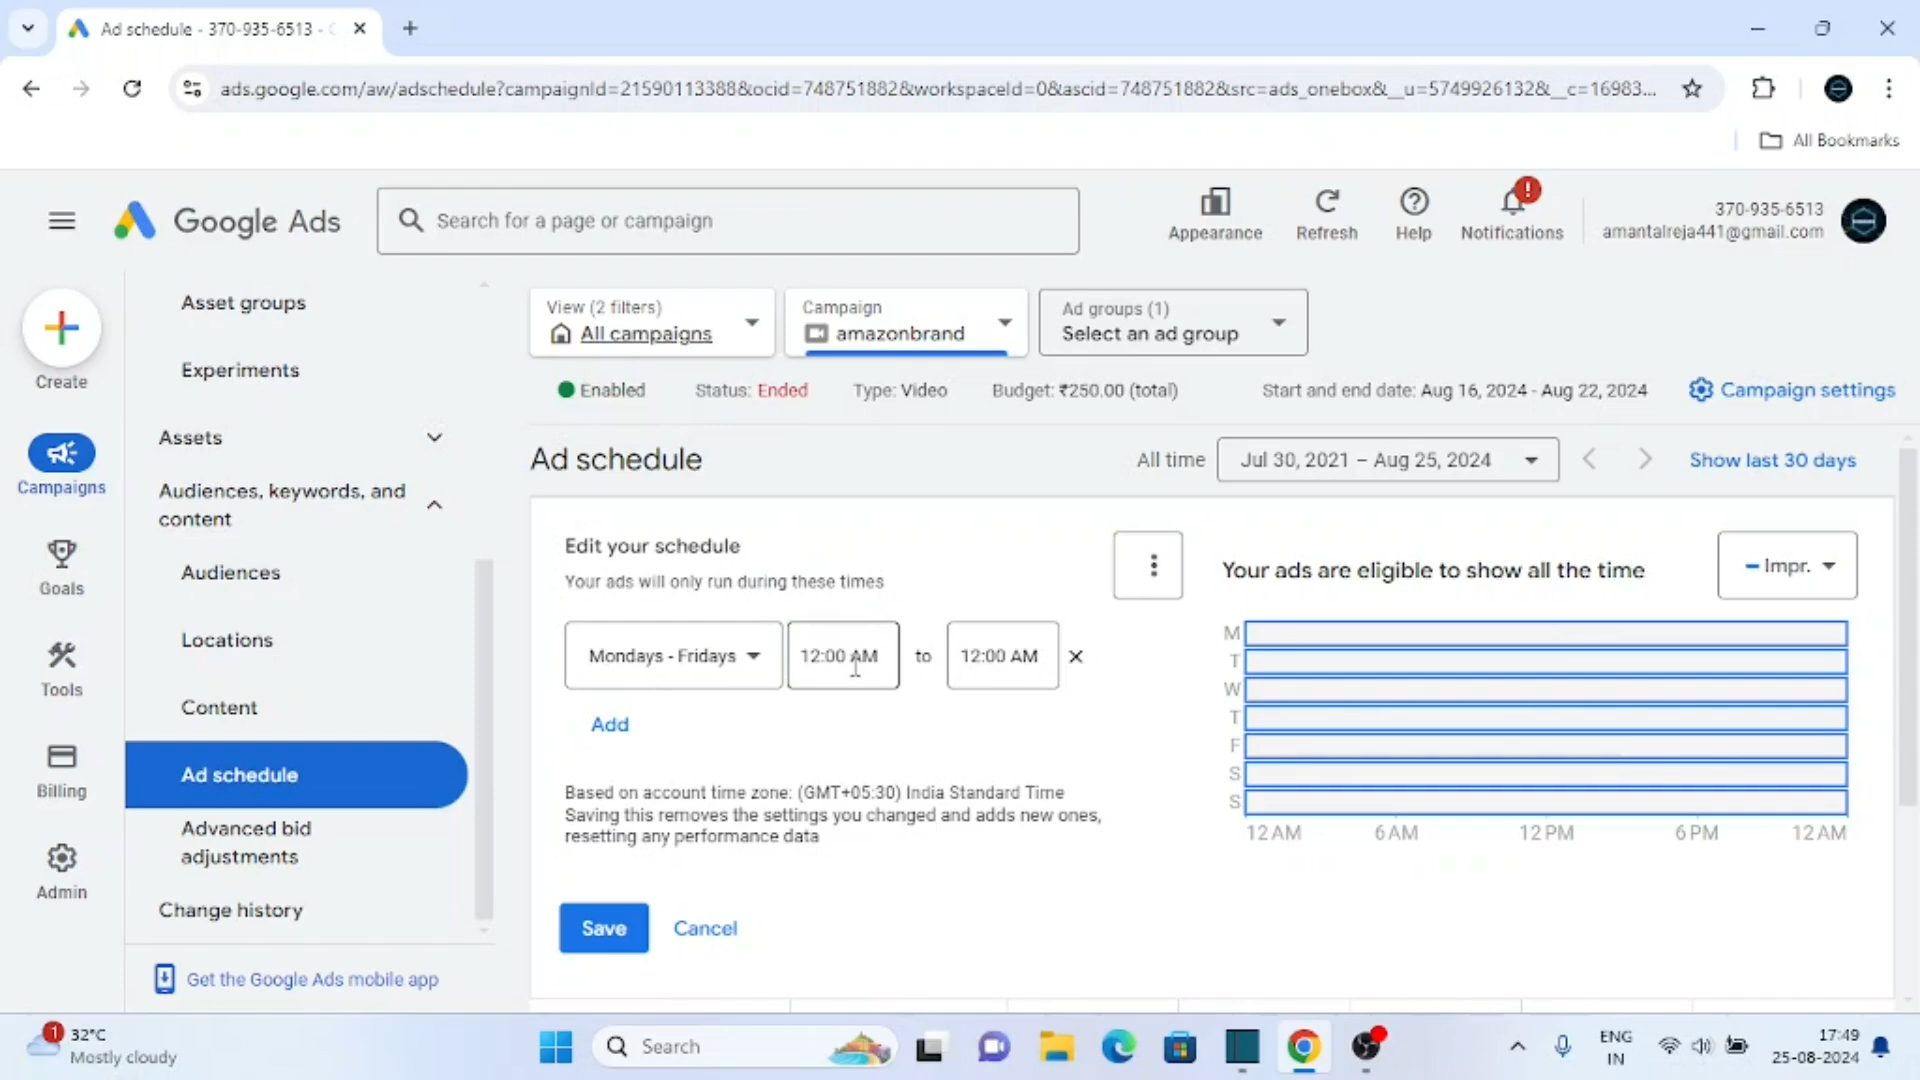 Ad schedule - 370-935-6513 -
ads.google.com/aw/adschedule?campaignId=21590113388&ocid=748751882&workspaceId=0&ascid=748751882&src=ads_onebox&__u=5749926132&__c=16983...
All Bookmarks
Google Ads
Search for a page or campaign
Appearance
Refresh
Help
Notifications
370-935-6513
amantalreja441@gmail.com
Create
Campaigns
Goals
Tools
Billing
Admin
Asset groups
Experiments
Assets
Audiences, keywords, and
content
Audiences
Locations
Content
Ad schedule
Advanced bid
adjustments
Change history
Get the Google Ads mobile app
View (2 filters)
All campaigns
Campaign
amazonbrand
Ad groups (1)
Select an ad group
Enabled
Status: Ended
Type: Video
Budget: ₹250.00 (total)
Start and end date: Aug 16, 2024 - Aug 22, 2024
Campaign settings
Ad schedule
All time
Jul 30, 2021 – Aug 25, 2024
Show last 30 days
Edit your schedule
Your ads will only run during these times
Mondays - Fridays
12:00 AM
to
12:00 AM
Add
Based on account time zone: (GMT+05:30) India Standard Time
Saving this removes the settings you changed and adds new ones,
resetting any performance data
Save
Cancel
Your ads are eligible to show all the time
Impr.
M
T
W
T
F
S
S
12 AM
6 AM
12 PM
6 PM
12 AM
1
32°C
Mostly cloudy
Search
ENG
IN
17:49
25-08-2024